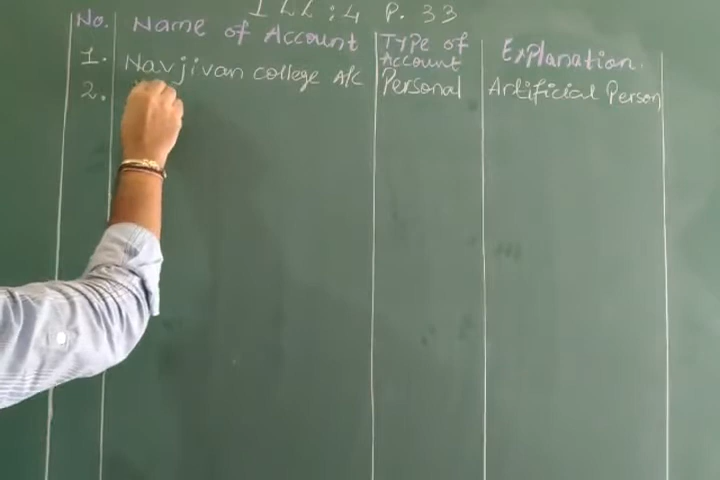 ILL:4 P.33
No. Name of Account Type of Account Explanation.
1. Navjivan college A/c Personal Artificial Person
2.